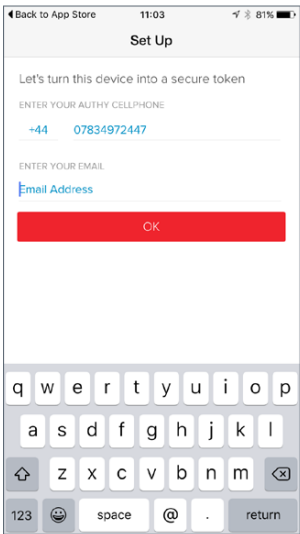 Back to App Store 11:03 81%
Set Up
Let's turn this device into a secure token
ENTER YOUR AUTHY CELLPHONE
+44 07834972447
ENTER YOUR EMAIL
Email Address
OK
q w e r t y u i o p
a s d f g h j k l
z x c v b n m
123 space @ . return